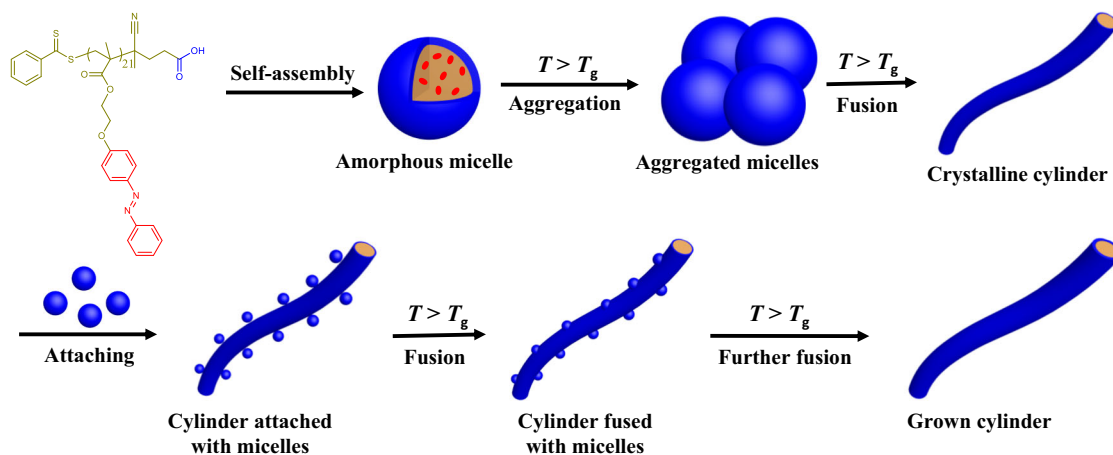 N
S
S
21
OH
O
O
O
O
N
N
Self-assembly
T > Tg
Aggregation
T > Tg
Fusion
Amorphous micelle
Aggregated micelles
Crystalline cylinder
Attaching
T > Tg
Fusion
T > Tg
Further fusion
Cylinder attached
with micelles
Cylinder fused
with micelles
Grown cylinder